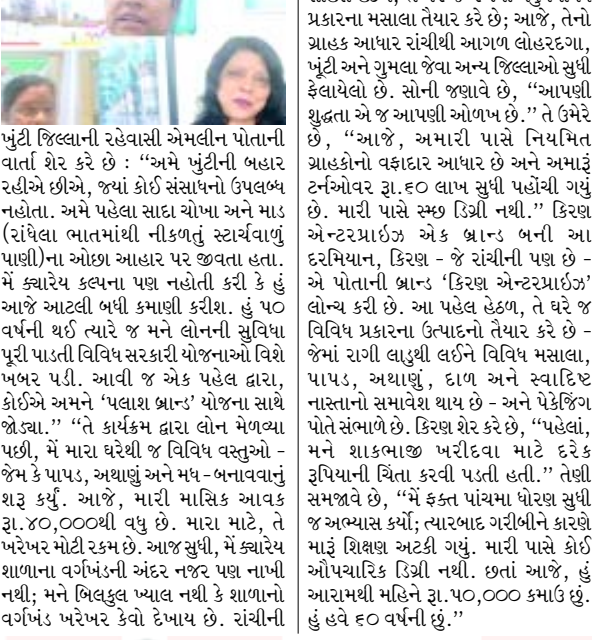 ખુંટી જિલ્લાની રહેવાસી એમલીન પોતાની
વાર્તા શેર કરે છે : ‘‘અમે ખુંટીની બહાર
રહીએ છીએ, જ્યાં કોઈ સંસાધનો ઉપલબ્ધ
નહોતા. અમે પહેલા સાદા ચોખા અને માડ
(રાંધેલા ભાતમાંથી નીકળતું સ્ટાર્ચવાળું
પાણી)ના ઓછા આહાર પર જીવતા હતા.
મેં ક્યારેય કલ્પના પણ નહોતી કરી કે હું
આજે આટલી બધી કમાણી કરીશ. હું ૫૦
વર્ષની થઈ ત્યારે જ મને લોનની સુવિધા
પૂરી પાડતી વિવિધ સરકારી યોજનાઓ વિશે
ખબર પડી. આવી જ એક પહેલ દ્વારા,
કોઈએ અમને ‘પલાશ બ્રાન્ડ’ યોજના સાથે
જોડ્યા.’’ ‘‘તે કાર્યક્રમ દ્વારા લોન મેળવ્યા
પછી, મેં મારા ઘરેથી જ વિવિધ વસ્તુઓ -
જેમ કે પાપડ, અથાણું અને મધ -બનાવવાનું
શરૂ કર્યું. આજે, મારી માસિક આવક
રૂા.૪૦,૦૦૦થી વધુ છે. મારા માટે, તે
ખરેખર મોટી રકમ છે. આજ સુધી, મેં ક્યારેય
શાળાના વર્ગખંડની અંદર નજર પણ નાખી
નથી; મને બિલકુલ ખ્યાલ નથી કે શાળાનો
વર્ગખંડ ખરેખર કેવો દેખાય છે. રાંચીની
પ્રકારના મસાલા તૈયાર કરે છે; આજે, તેનો
ગ્રાહક આધાર રાંચીથી આગળ લોહરદગા,
ખૂંટી અને ગુમલા જેવા અન્ય જિલ્લાઓ સુધી
ફેલાયેલો છે. સોની જણાવે છે, ‘‘આપણી
શુદ્ધતા એ જ આપણી ઓળખ છે.’’ તે ઉમેરે
છે, ‘‘આજે, અમારી પાસે નિયમિત
ગ્રાહકોનો વફાદાર આધાર છે અને અમારૂં
ટર્નઓવર રૂા.૬૦ લાખ સુધી પહોંચી ગયું
છે. મારી પાસે સ્મ્છ ડિગ્રી નથી.’’ કિરણ
એન્ટરપ્રાઇઝ એક બ્રાન્ડ બની આ
દરમિયાન, કિરણ - જે રાંચીની પણ છે -
એ પોતાની બ્રાન્ડ ‘કિરણ એન્ટરપ્રાઇઝ’
લોન્ચ કરી છે. આ પહેલ હેઠળ, તે ઘરે જ
વિવિધ પ્રકારના ઉત્પાદનો તૈયાર કરે છે -
જેમાં રાગી લાડુથી લઈને વિવિધ મસાલા,
પાપડ, અથાણું, દાળ અને સ્વાદિષ્ટ
નાસ્તાનો સમાવેશ થાય છે - અને પેકેજિંગ
પોતે સંભાળે છે. કિરણ શેર કરે છે, ‘‘પહેલાં,
મને શાકભાજી ખરીદવા માટે દરેક
રૂપિયાની ચિંતા કરવી પડતી હતી.’’ તેણી
સમજાવે છે, ‘‘મેં ફક્ત પાંચમા ધોરણ સુધી
જ અભ્યાસ કર્યો; ત્યારબાદ ગરીબીને કારણે
મારૂં શિક્ષણ અટકી ગયું. મારી પાસે કોઈ
ઔપચારિક ડિગ્રી નથી. છતાં આજે, હું
આરામથી મહિને રૂા.૫૦,૦૦૦ કમાઉં છું.
હું હવે ૬૦ વર્ષની છું.’’